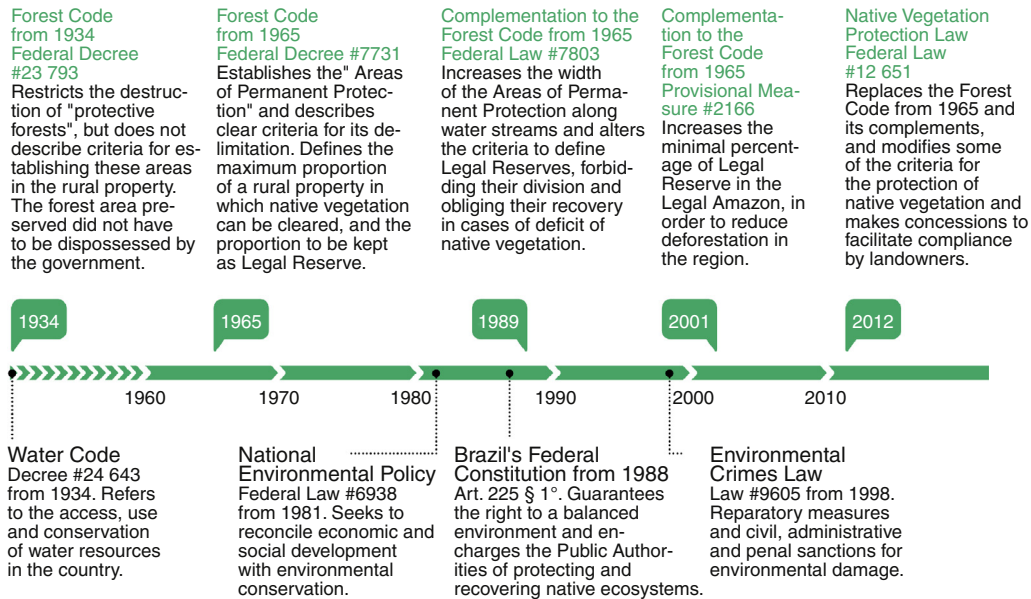 Forest Code
from 1934
Federal Decree
#23 793
Restricts the destruc-
tion of "protective
forests", but does not
describe criteria for es-
tablishing these areas
in the rural property.
The forest area pre-
served did not have
to be dispossessed by
the government.
Forest Code
from 1965
Federal Decree #7731
Establishes the" Areas
of Permanent Protec-
tion" and describes
clear criteria for its de-
limitation. Defines the
maximum proportion
of a rural property in
which native vegetation
can be cleared, and the
proportion to be kept
as Legal Reserve.
Complementation to the
Forest Code from 1965
Federal Law #7803
Increases the width
of the Areas of Perma-
nent Protection along
water streams and alters
the criteria to define
Legal Reserves, forbid-
ding their division and
obliging their recovery
in cases of deficit of
native vegetation.
Complementa-
tion to the
Forest Code
from 1965
Provisional Mea-
sure #2166
Increases the
minimal percent-
age of Legal
Reserve in the
Legal Amazon, in
order to reduce
deforestation in
the region.
Native Vegetation
Protection Law
Federal Law
#12 651
Replaces the Forest
Code from 1965 and
its complements,
and modifies some
of the criteria for
the protection of
native vegetation and
makes concessions to
facilitate compliance
by landowners.
1934
1965
1989
2001
2012
1960
1970
1980
1990
2000
2010
Water Code
Decree #24 643
from 1934. Refers
to the access, use
and conservation
of water resources
in the country.
National
Environmental Policy
Federal Law #6938
from 1981. Seeks to
reconcile economic and
social development
with environmental
conservation.
Brazil's Federal
Constitution from 1988
Art. 225 § 1°. Guarantees
the right to a balanced
environment and en-
charges the Public Author-
ities of protecting and
recovering native ecosystems.
Environmental
Crimes Law
Law #9605 from 1998.
Reparatory measures
and civil, administrative
and penal sanctions for
environmental damage.